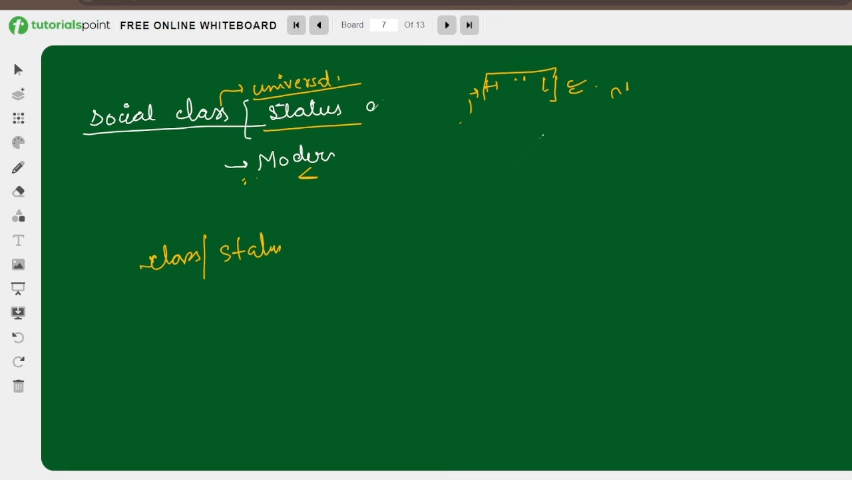 tutorialspoint FREE ONLINE WHITEBOARD Board 7 Of 13
universal.
social class [ status
→ Modern
class | status